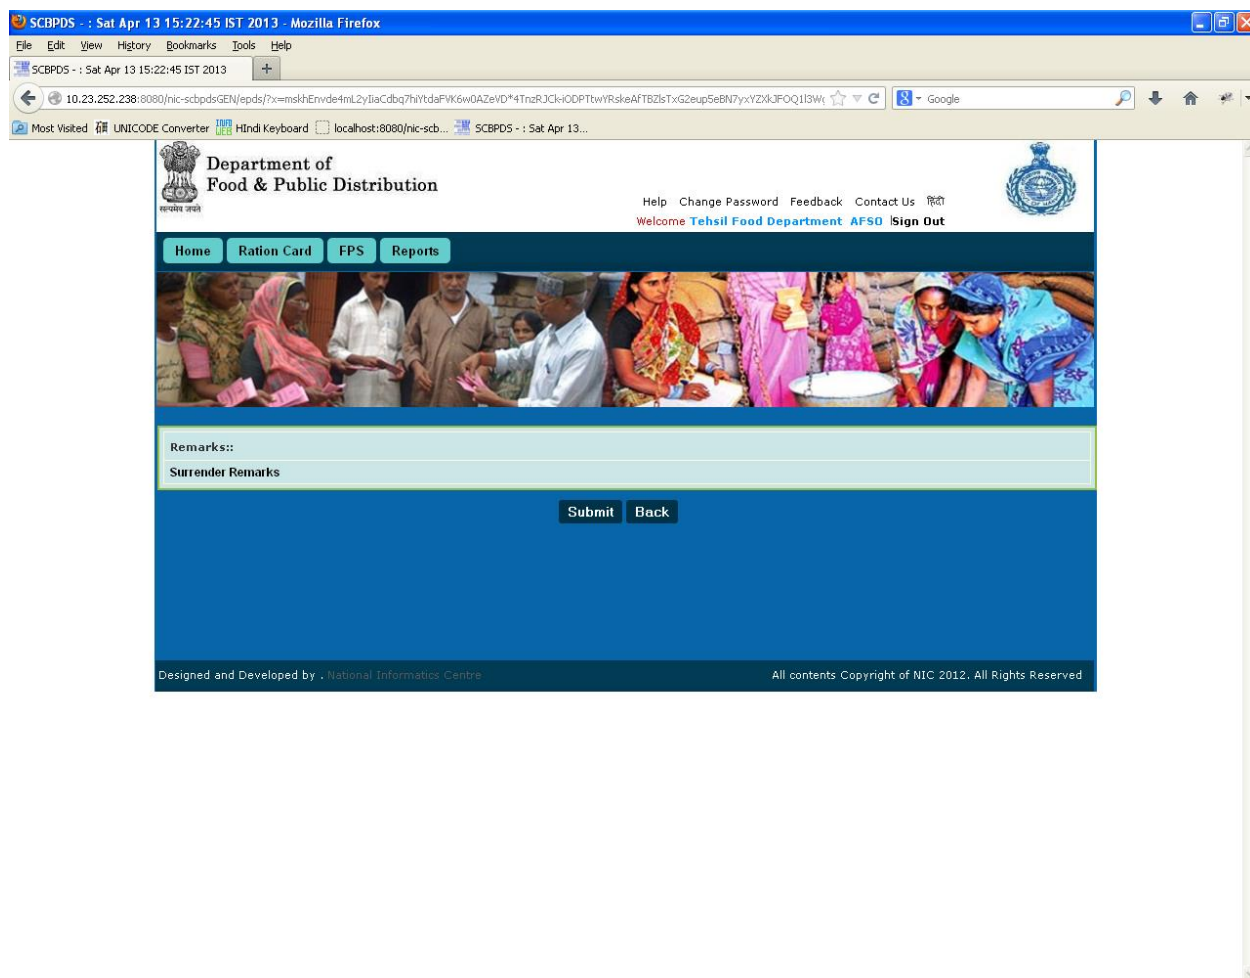 SCBPDS - : Sat Apr 13 15:22:45 IST 2013 - Mozilla Firefox
File Edit View History Bookmarks Tools Help
SCBPDS - : Sat Apr 13 15:22:45 IST 2013
Google
Most Visited UNICODE Converter HIndi Keyboard localhost:8080/nic-scb... SCBPDS - : Sat Apr 13...
Department of
Food & Public Distribution
सत्यमेव जयते
Help Change Password Feedback Contact Us हिंदी
Welcome Tehsil Food Department AFSO |Sign Out
Home Ration Card FPS Reports
Remarks::
Surrender Remarks
Submit Back
Designed and Developed by . National Informatics Centre
All contents Copyright of NIC 2012. All Rights Reserved